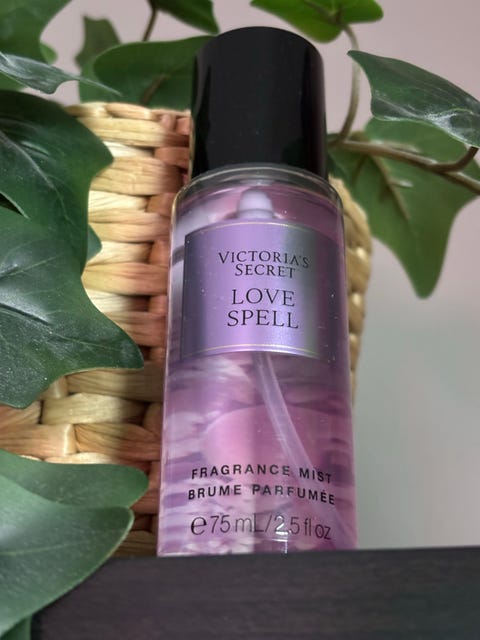 VICTORIA'S
SECRET
LOVE
SPELL
FRAGRANCE MIST
BRUME PARFUMÉE
℮75 mL/2.5 fl oz